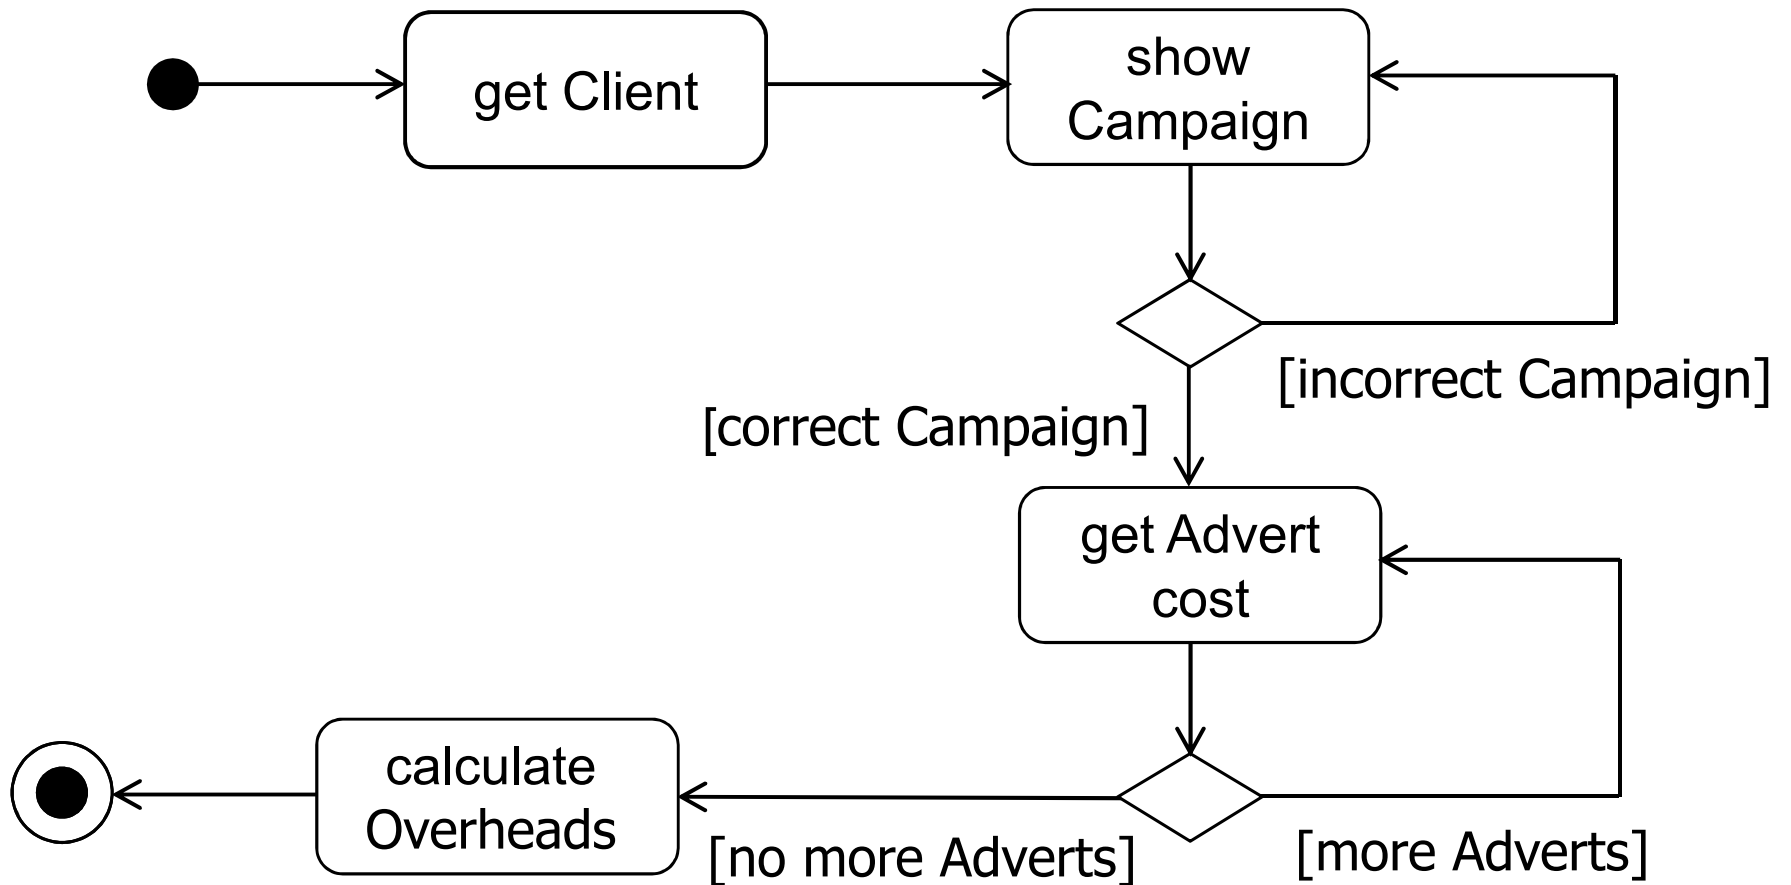 get Client
show
Campaign
[incorrect Campaign]
[correct Campaign]
get Advert
cost
calculate
Overheads
[no more Adverts]
[more Adverts]